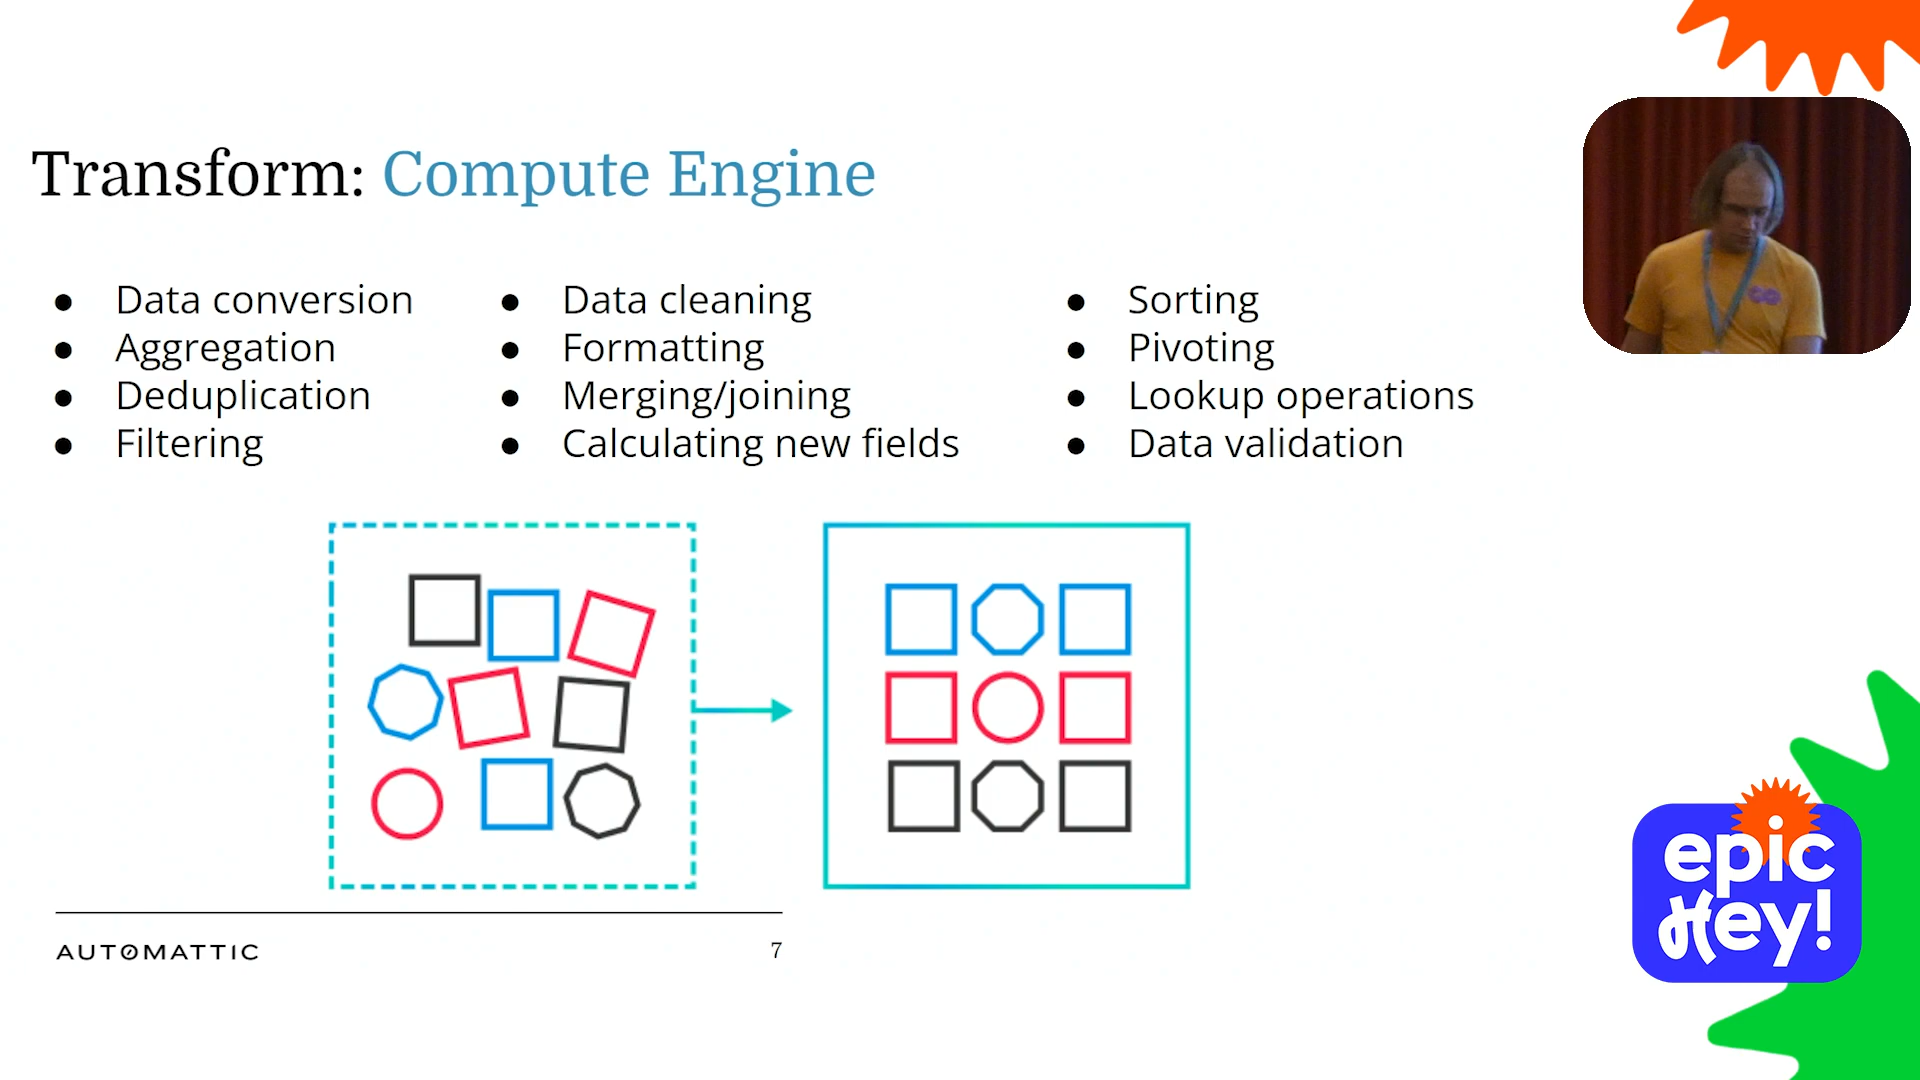 Transform: Compute Engine
Data conversion
Aggregation
Deduplication
Filtering
Data cleaning
Formatting
Merging/joining
Calculating new fields
Sorting
Pivoting
Lookup operations
Data validation
AUTOMATTIC
7
epic
Hey!